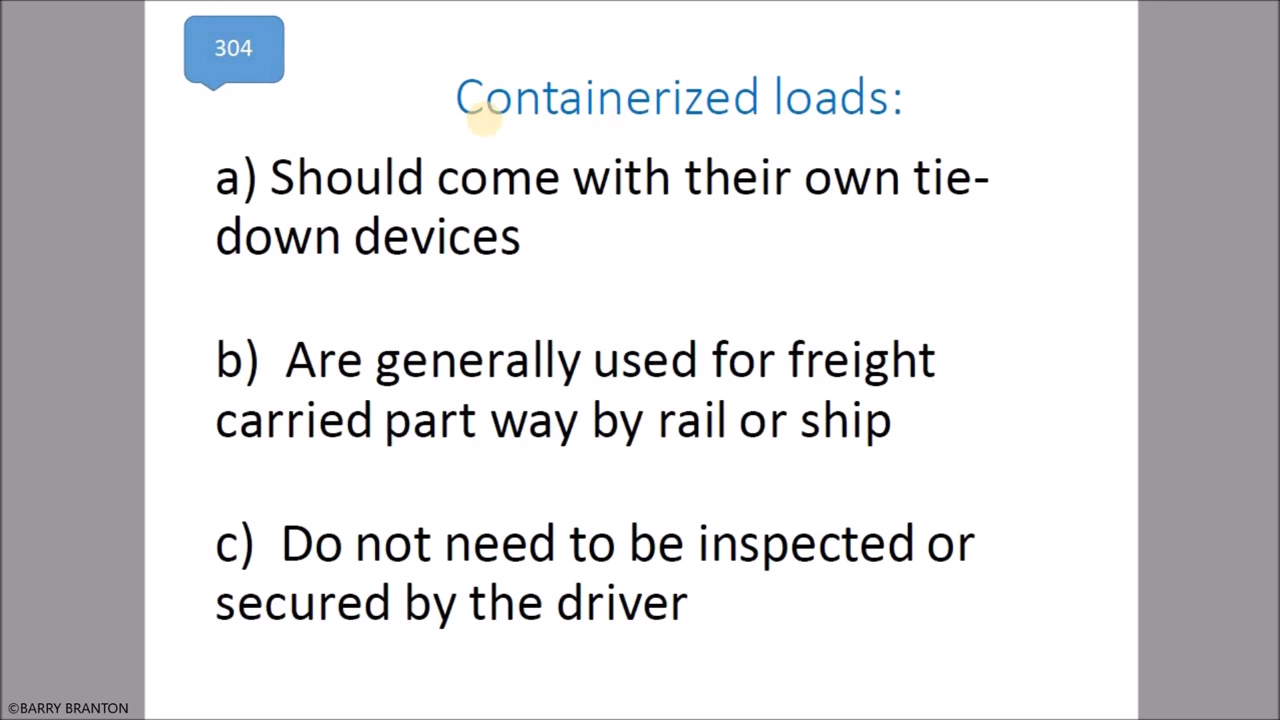 304
Containerized loads:
a) Should come with their own tie-
down devices
b) Are generally used for freight
carried part way by rail or ship
c) Do not need to be inspected or
secured by the driver
©BARRY BRANTON